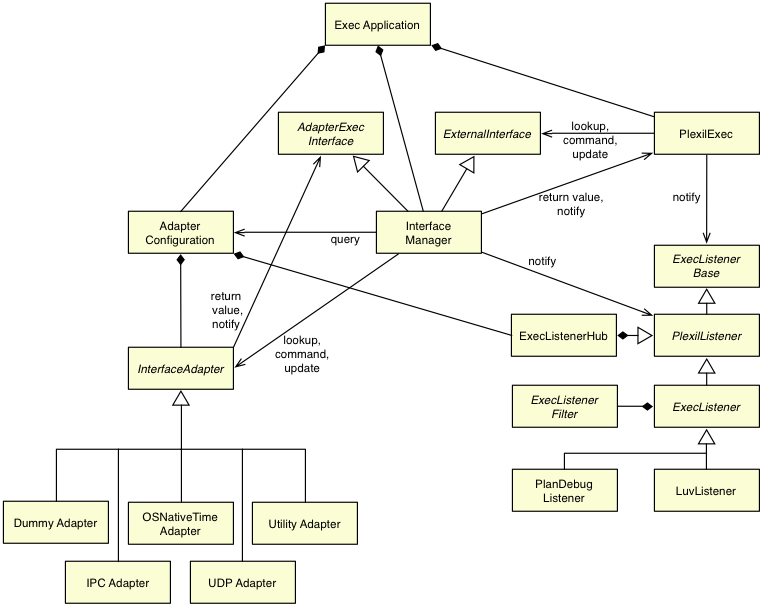 Exec Application
AdapterExec
Interface
ExternalInterface
lookup,
command,
update
PlexilExec
return value,
notify
notify
Adapter
Configuration
query
Interface
Manager
notify
ExecListener
Base
return
value,
notify
lookup,
command,
update
ExecListenerHub
PlexilListener
InterfaceAdapter
ExecListener
Filter
ExecListener
PlanDebug
Listener
LuvListener
Dummy Adapter
OSNativeTime
Adapter
Utility Adapter
IPC Adapter
UDP Adapter